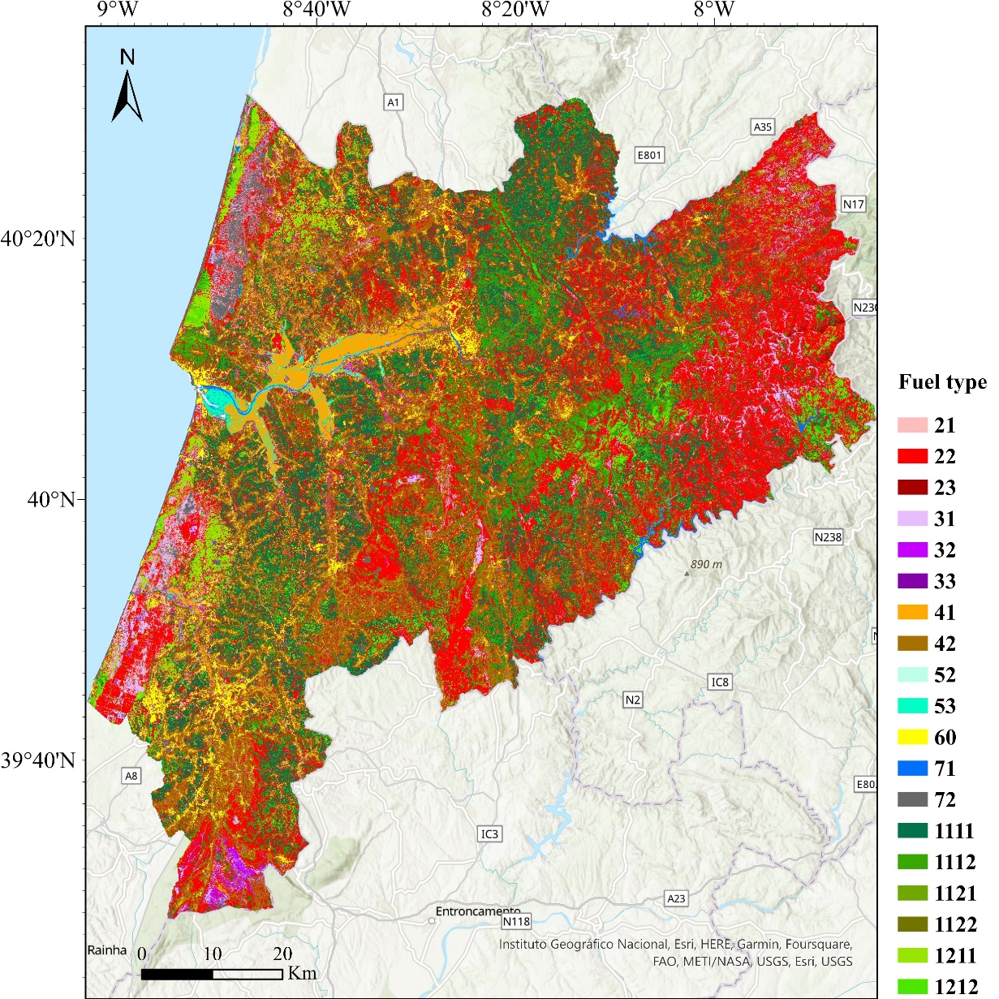 9°W 8°40'W 8°20'W 8°W
N
A1
A35
E801
N17
40°20'N
N230
Fuel type
21
22
23
31
32
33
41
42
52
53
60
71
72
1111
1112
1121
1122
1211
1212
40°N
N238
890 m
N
IC8
N2
39°40'N
A8
E80
IC3
A23
Entroncamento
N118
Rainha
0 10 20
Km
Instituto Geográfico Nacional, Esri, HERE, Garmin, Foursquare,
FAO, METI/NASA, USGS, Esri, USGS